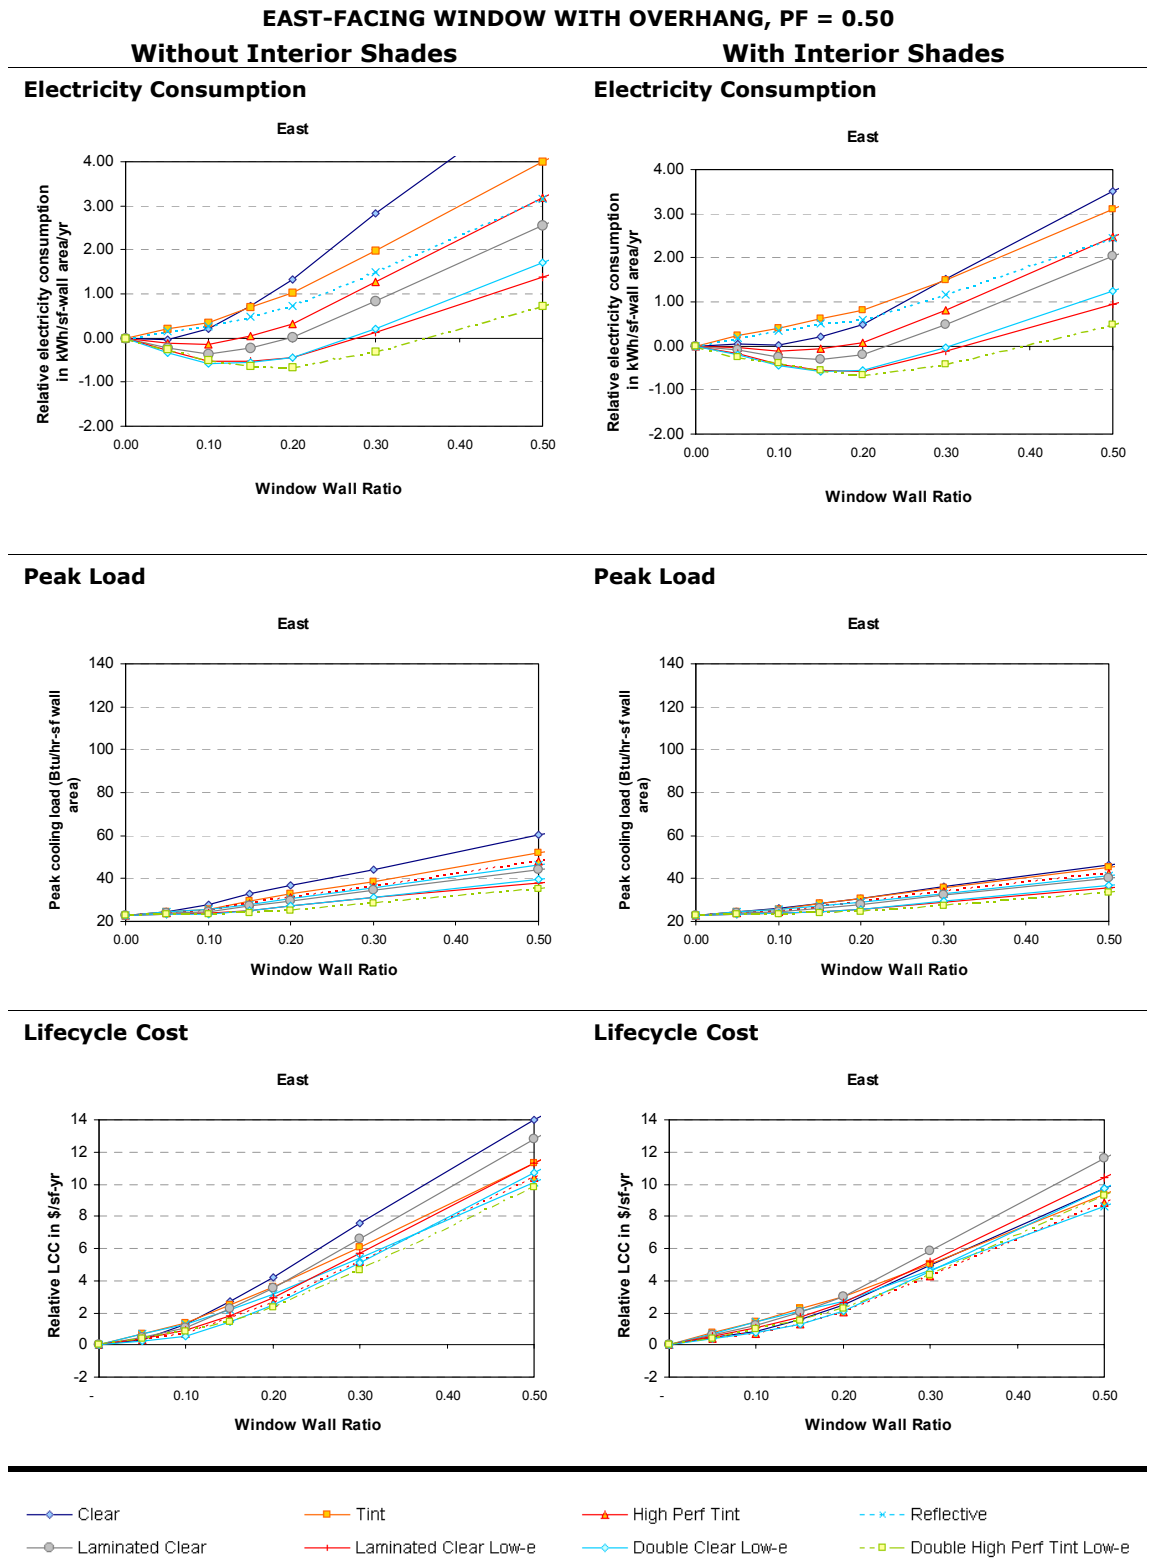 EAST-FACING WINDOW WITH OVERHANG, PF = 0.50
Without Interior Shades
With Interior Shades
Electricity Consumption
Electricity Consumption
East
Relative electricity consumption
in kWh/sf-wall area/yr
4.00
3.00
2.00
1.00
0.00
-1.00
-2.00
0.00 0.10 0.20 0.30 0.40 0.50
Window Wall Ratio
East
Relative electricity consumption
in kWh/sf-wall area/yr
4.00
3.00
2.00
1.00
0.00
-1.00
-2.00
0.00 0.10 0.20 0.30 0.40 0.50
Window Wall Ratio
Peak Load
Peak Load
East
Peak cooling load (Btu/hr-sf wall
area)
140
120
100
80
60
40
20
0.00 0.10 0.20 0.30 0.40 0.50
Window Wall Ratio
East
Peak cooling load (Btu/hr-sf wall
area)
140
120
100
80
60
40
20
0.00 0.10 0.20 0.30 0.40 0.50
Window Wall Ratio
Lifecycle Cost
Lifecycle Cost
East
Relative LCC in $/sf-yr
14
12
10
8
6
4
2
0
-2
- 0.10 0.20 0.30 0.40 0.50
Window Wall Ratio
East
Relative LCC in $/sf-yr
14
12
10
8
6
4
2
0
-2
- 0.10 0.20 0.30 0.40 0.50
Window Wall Ratio
Clear Tint High Perf Tint Reflective
Laminated Clear Laminated Clear Low-e Double Clear Low-e Double High Perf Tint Low-e